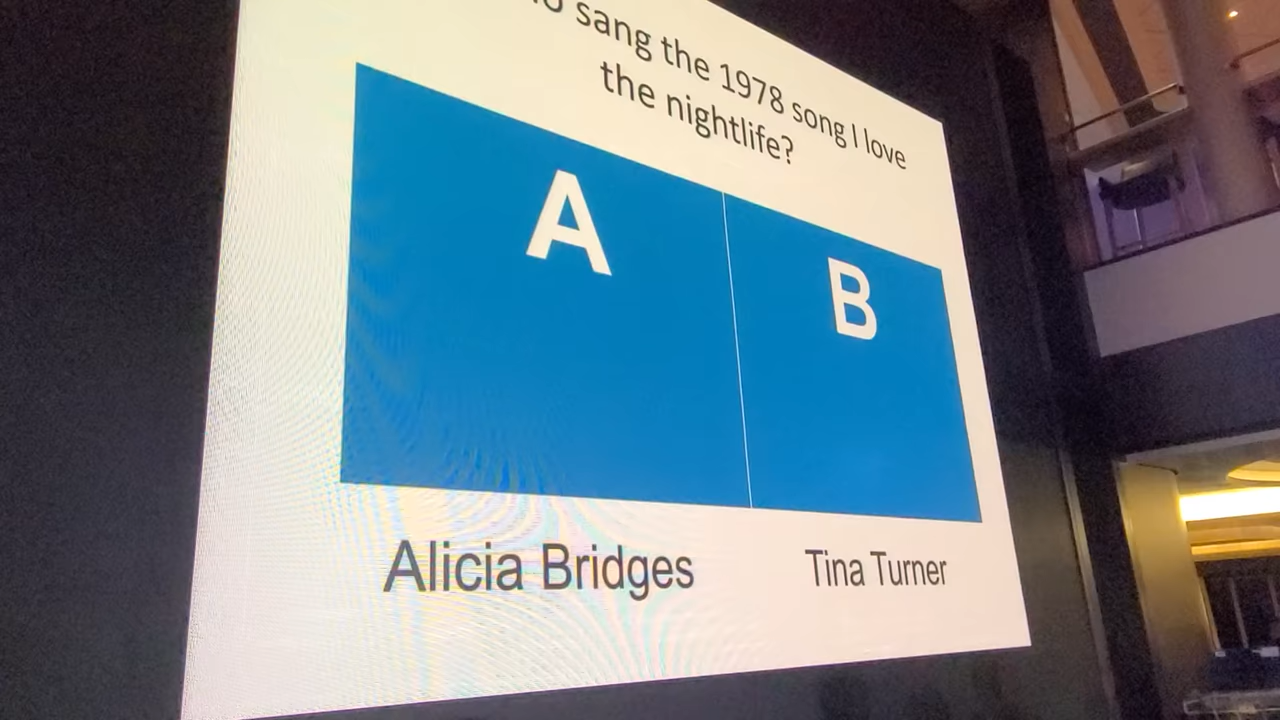 sang the 1978 song I love
the nightlife?
A
B
Alicia Bridges
Tina Turner